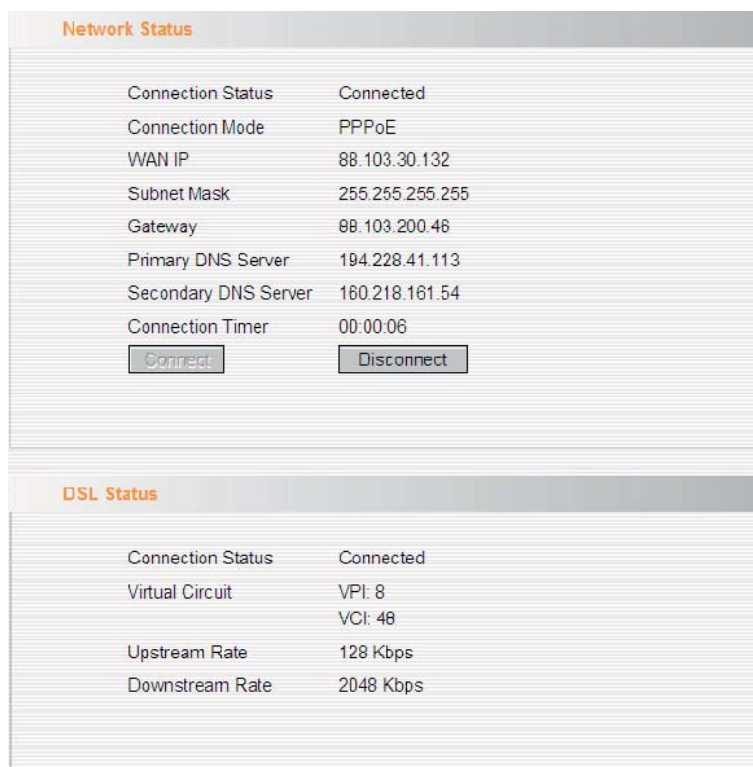 Network Status
Connection Status Connected
Connection Mode PPPoE
WAN IP 88.103.30.132
Subnet Mask 255.255.255.255
Gateway 88.103.200.46
Primary DNS Server 194.228.41.113
Secondary DNS Server 160.218.161.54
Connection Timer 00:00:06
Connect Disconnect
DSL Status
Connection Status Connected
Virtual Circuit VPI: 8
VCI: 48
Upstream Rate 128 Kbps
Downstream Rate 2048 Kbps